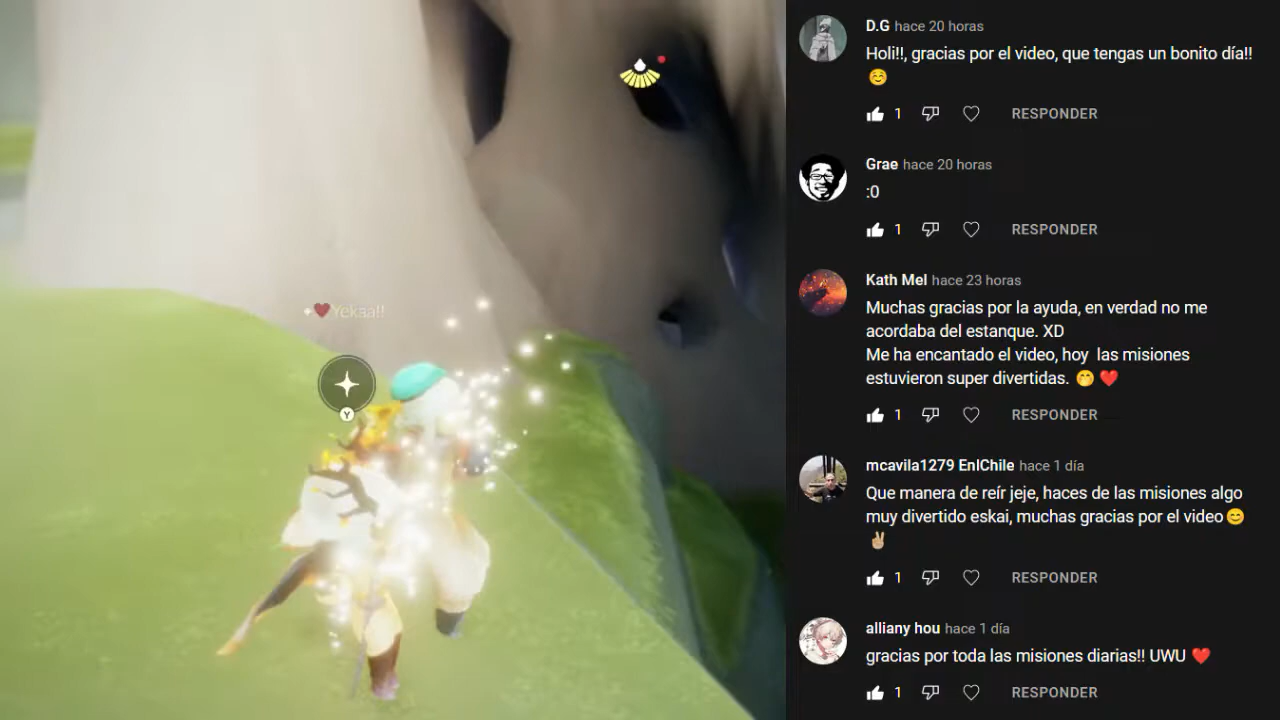 Yekaa!!
Y
D.G hace 20 horas
Holi!!, gracias por el video, que tengas un bonito día!!
😊
1 RESPONDER
Grae hace 20 horas
:0
1 RESPONDER
Kath Mel hace 23 horas
Muchas gracias por la ayuda, en verdad no me
acordaba del estanque. XD
Me ha encantado el video, hoy  las misiones
estuvieron super divertidas. 🤭❤️
1 RESPONDER
mcavila1279 EnlChile hace 1 día
Que manera de reír jeje, haces de las misiones algo
muy divertido eskai, muchas gracias por el video😊
✌🏼
1 RESPONDER
alliany hou hace 1 día
gracias por toda las misiones diarias!! UWU ❤️
1 RESPONDER